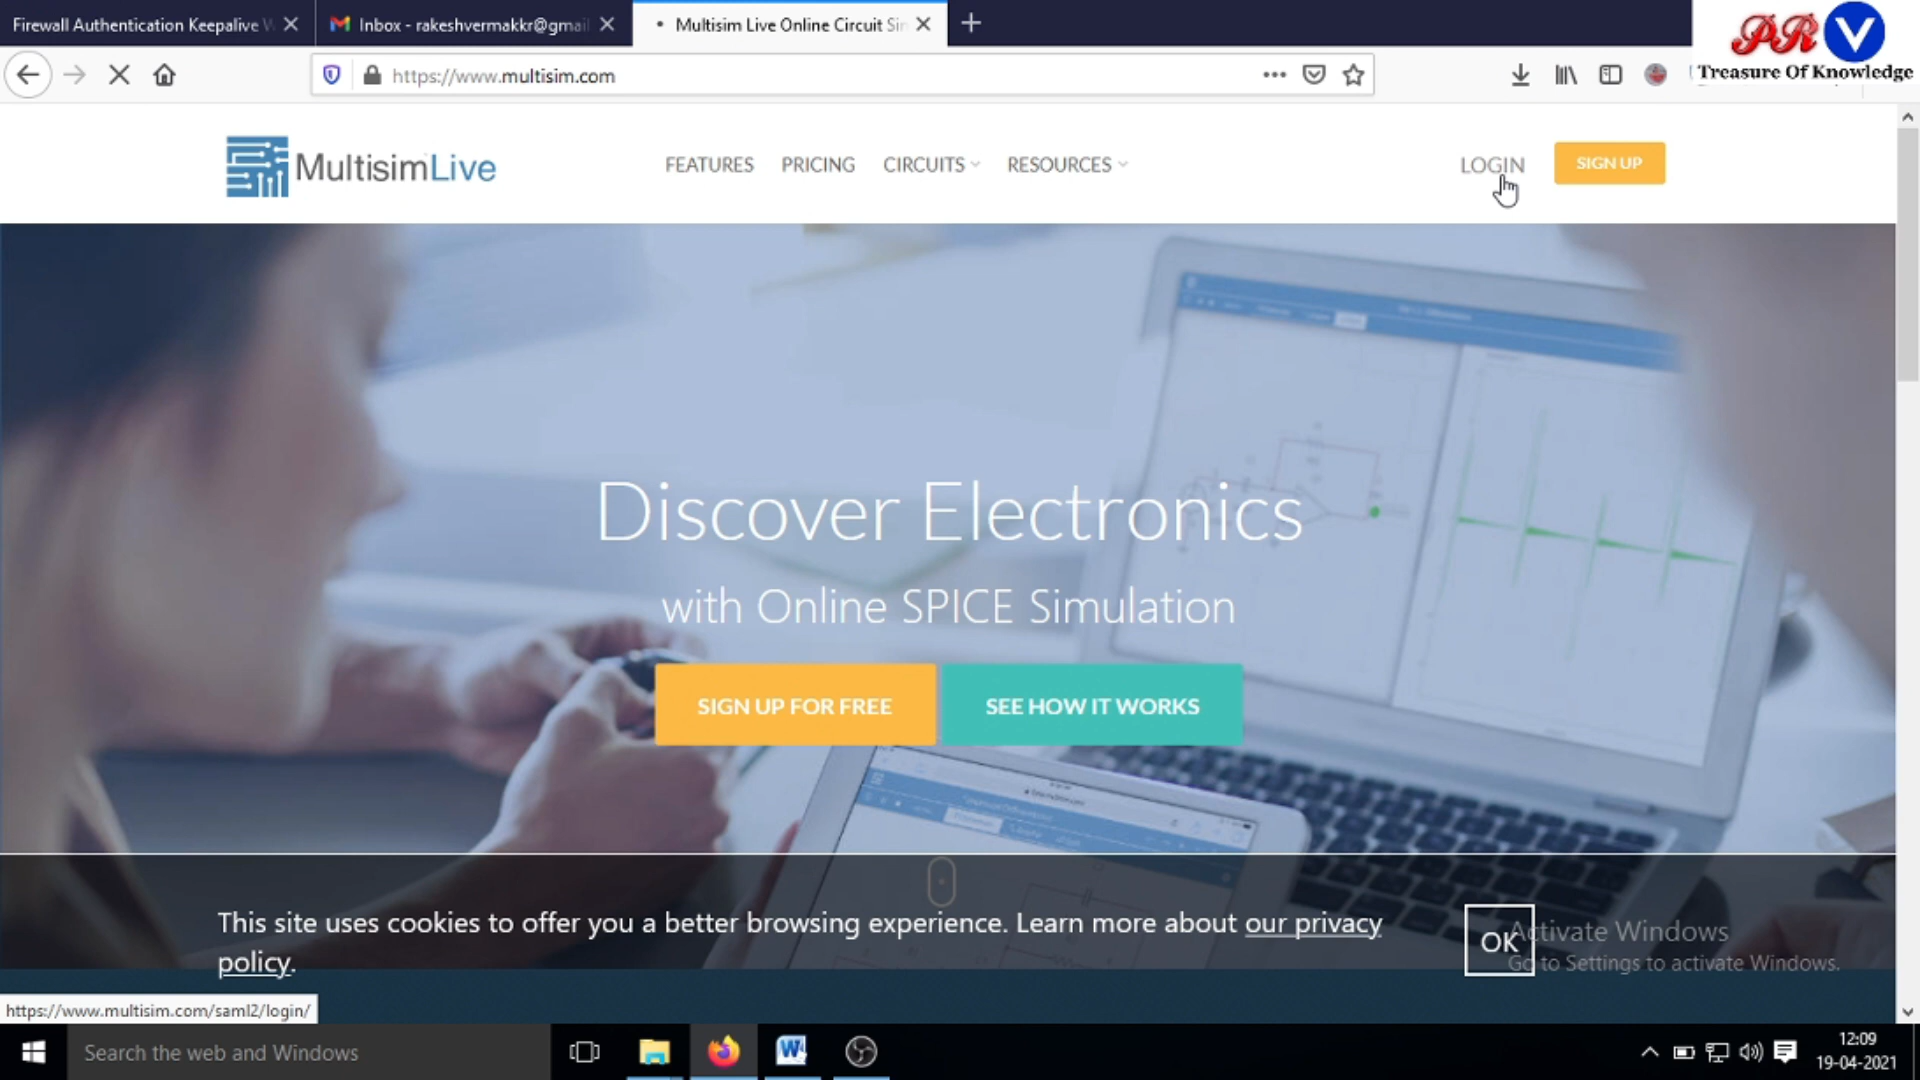 Firewall Authentication Keepalive W
Inbox - rakeshvermakkr@gmail
Multisim Live Online Circuit Sim
PR V
Treasure Of Knowledge
https://www.multisim.com
MultisimLive
FEATURES
PRICING
CIRCUITS
RESOURCES
LOGIN
SIGN UP
Discover Electronics
with Online SPICE Simulation
SIGN UP FOR FREE
SEE HOW IT WORKS
This site uses cookies to offer you a better browsing experience. Learn more about our privacy
policy.
OK
Activate Windows
Go to Settings to activate Windows.
https://www.multisim.com/saml2/login/
Search the web and Windows
12:09
19-04-2021